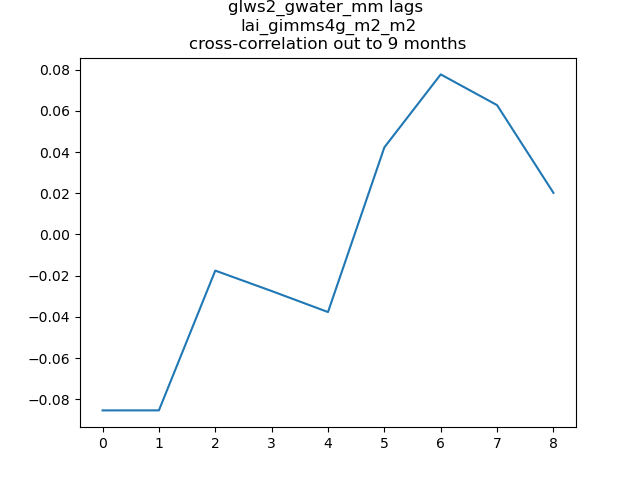 glws2_gwater_mm lags
lai_gimms4g_m2_m2
cross-correlation out to 9 months
0.08
0.06
0.04
0.02
0.00
−0.02
−0.04
−0.06
−0.08
0 1 2 3 4 5 6 7 8